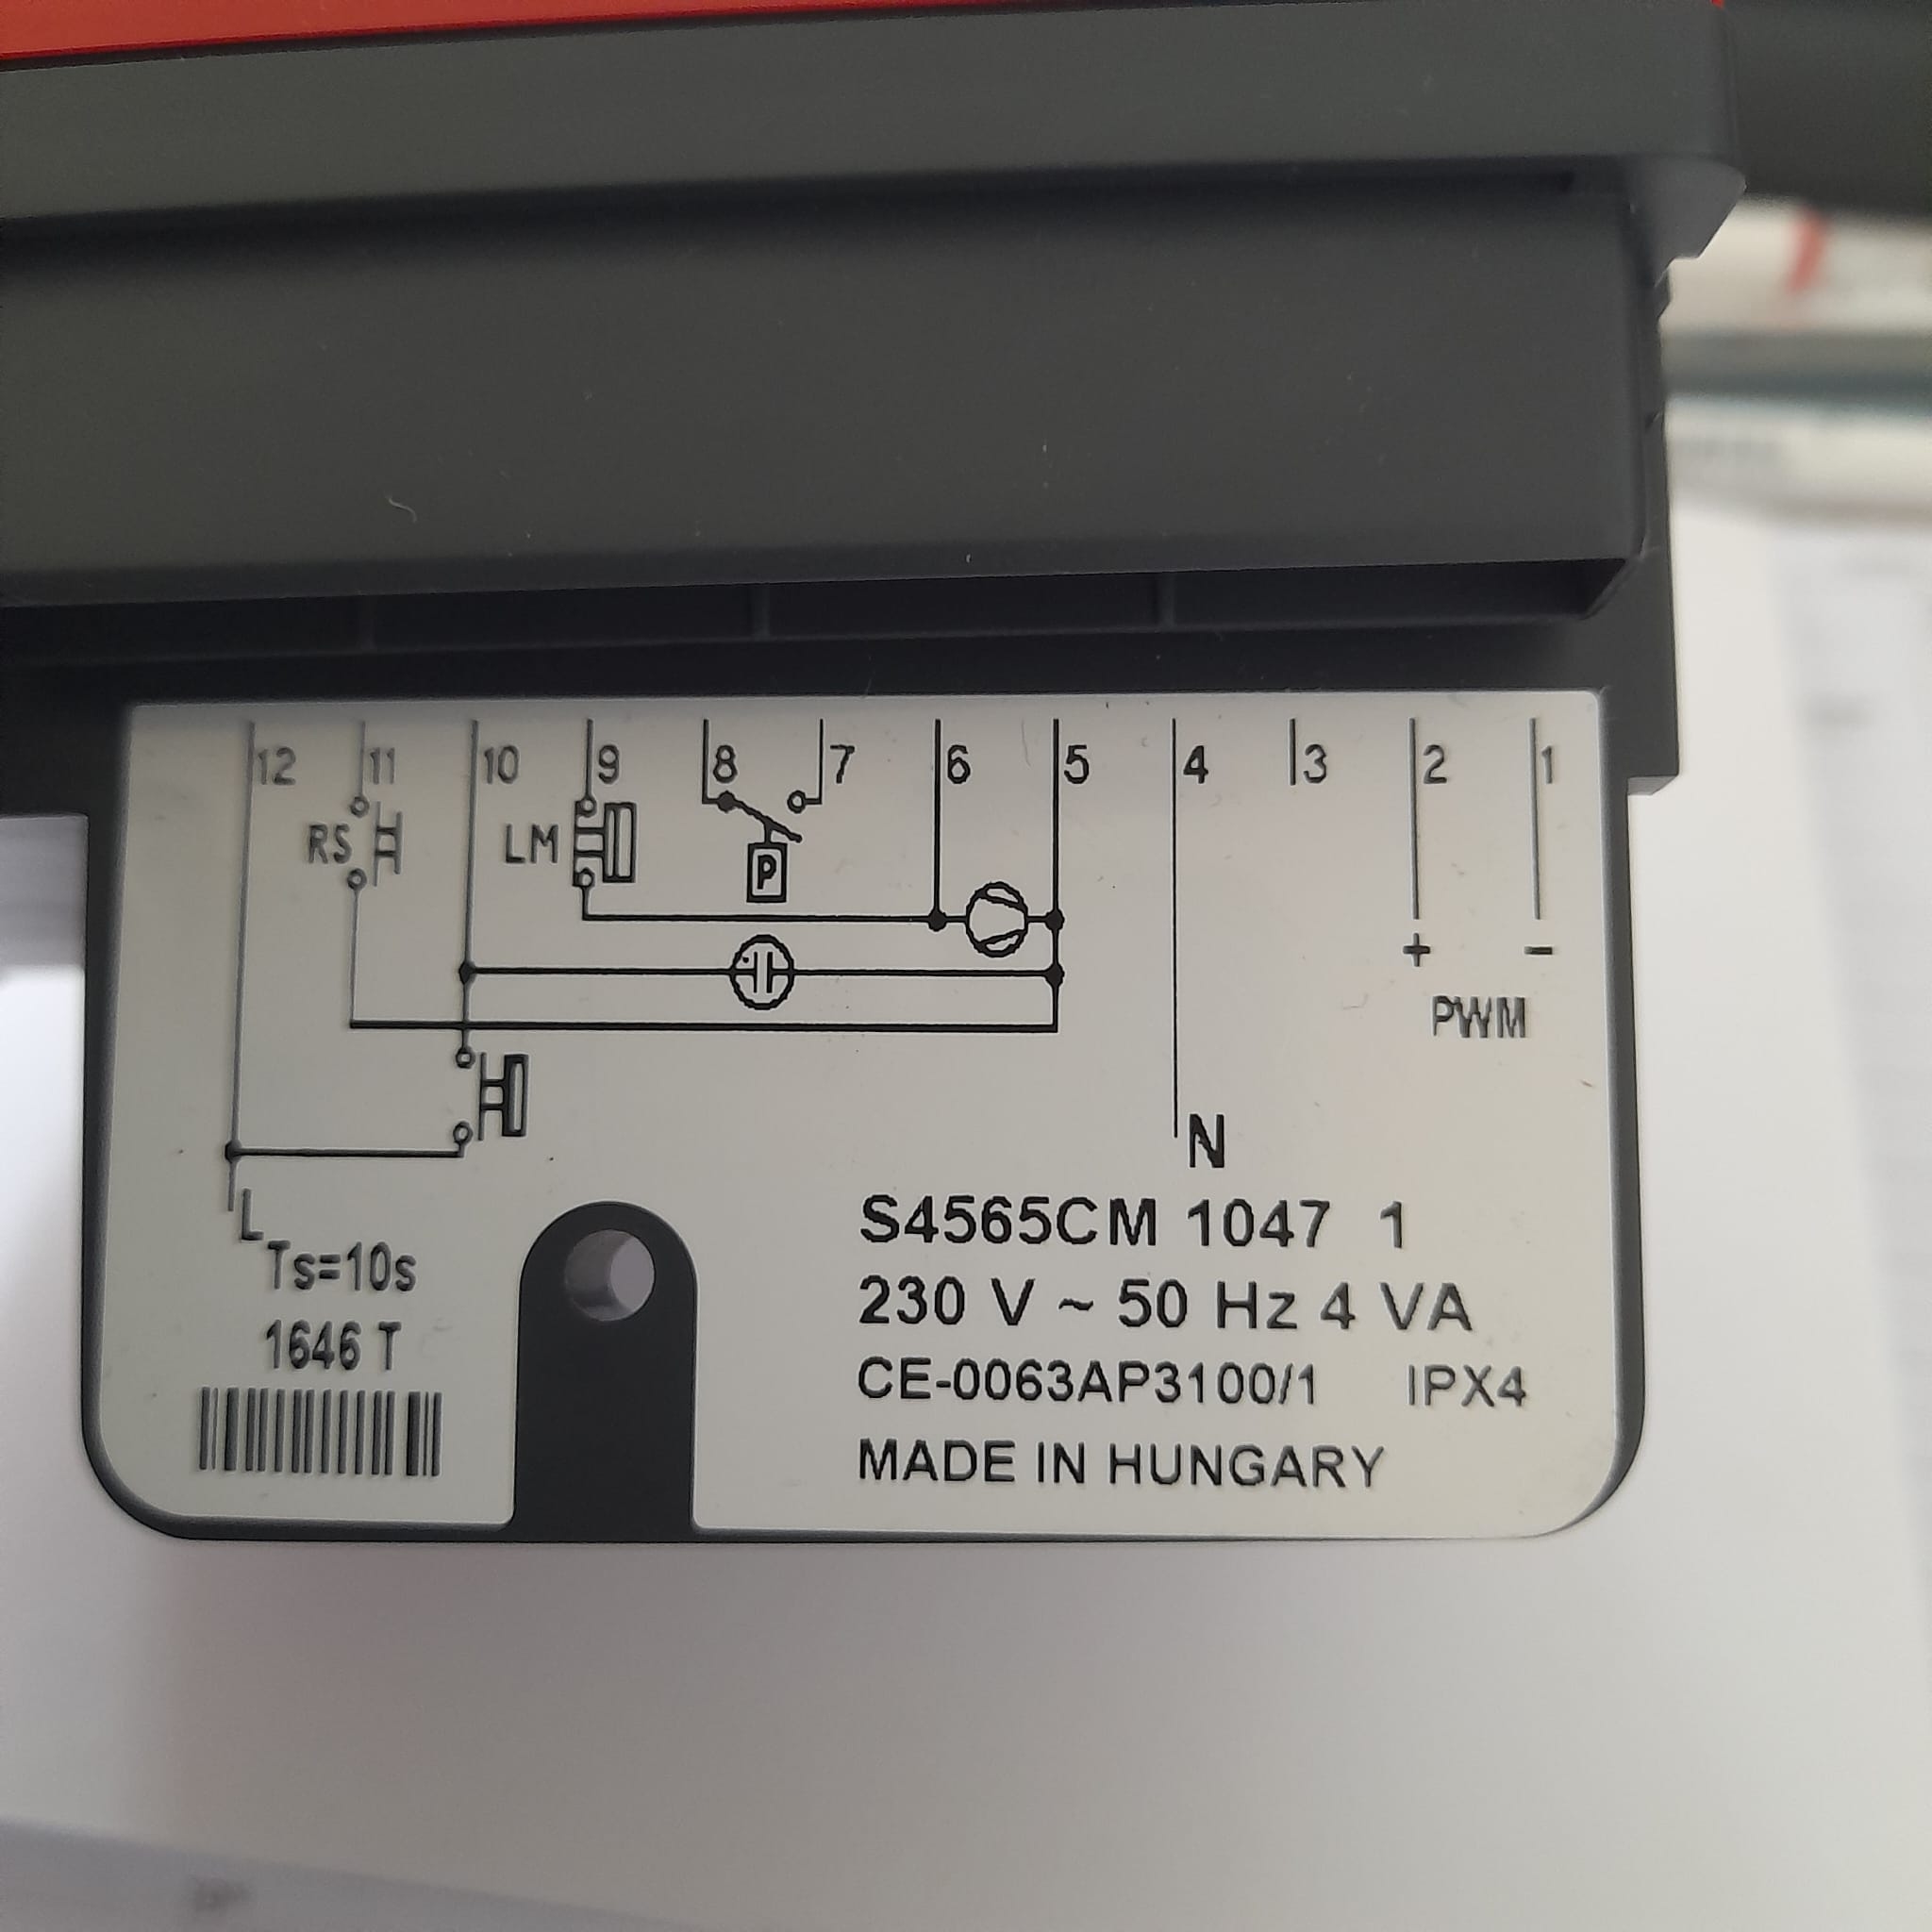 12 11 10 9 8 7 6 5 4 3 2 1
RS LM P
+ -
PWM
N
L
Ts=10s
1646 T
S4565CM 1047 1
230 V ~ 50 Hz 4 VA
CE-0063AP3100/1 IPX4
MADE IN HUNGARY